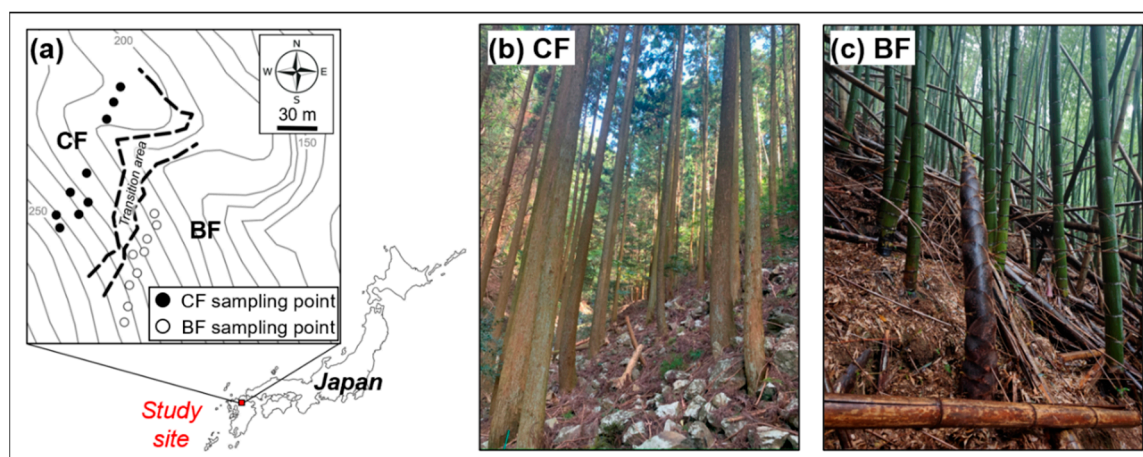 (a)
200
N
W E
S
30 m
CF
150
Transition area
250
BF
CF sampling point
BF sampling point
Japan
Study
site
(b) CF
(c) BF